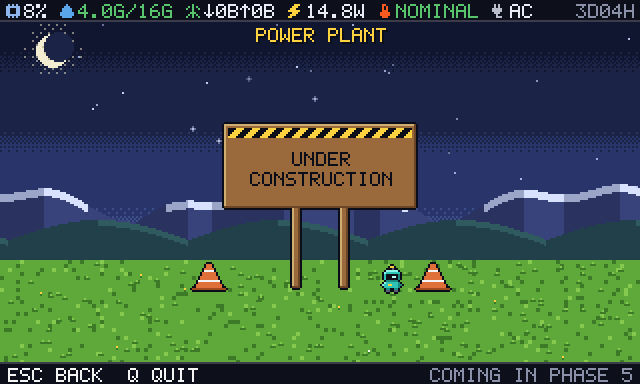 8% 4.0G/16G ↓0B↑0B 14.8W NOMINAL AC 3D04H
POWER PLANT
UNDER
CONSTRUCTION
ESC BACK Q QUIT COMING IN PHASE 5